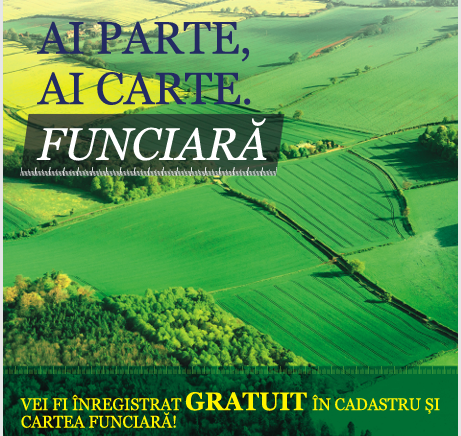 AI PARTE,
AI CARTE.
FUNCIARĂ
VEI FI ÎNREGISTRAT GRATUIT ÎN CADASTRU ȘI
CARTEA FUNCIARĂ!